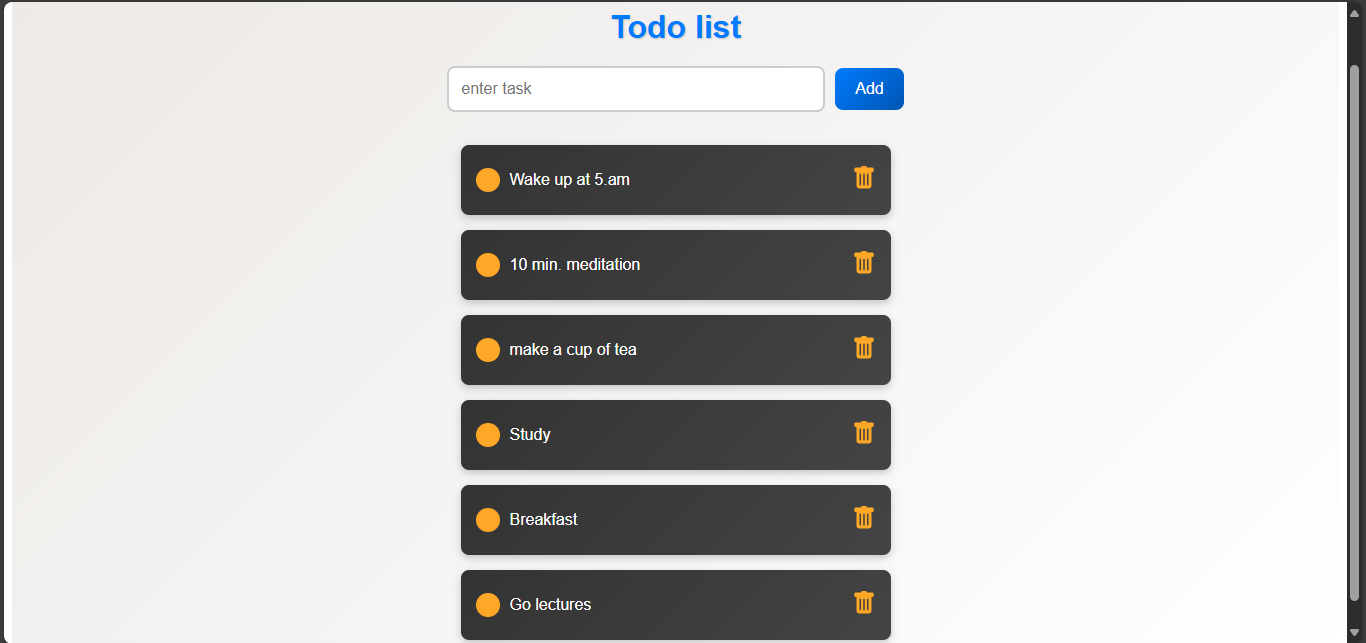 Todo list
enter task
Add
Wake up at 5.am
10 min. meditation
make a cup of tea
Study
Breakfast
Go lectures